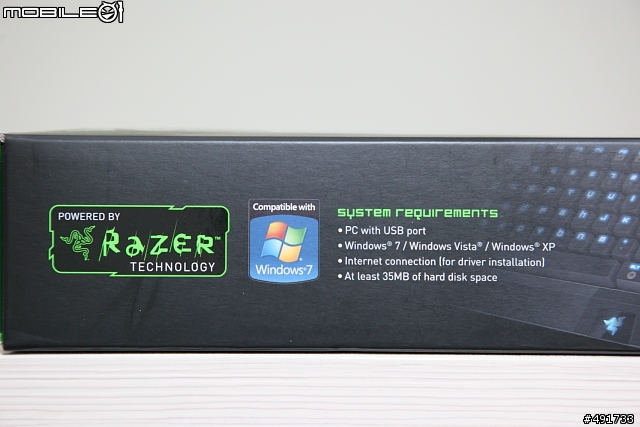 MOBILE01
POWERED BY
RAZER™
TECHNOLOGY
Compatible with
Windows®7
SYSTEM REQUIREMENTS
• PC with USB port
• Windows® 7 / Windows Vista® / Windows® XP
• Internet connection (for driver installation)
• At least 35MB of hard disk space
#491733